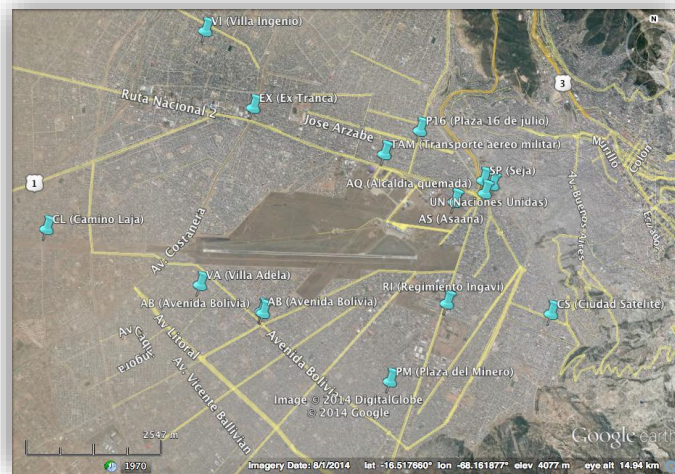 VI (Villa Ingenio)
N
3
EX (Ex Tranca)
Ruta Nacional 2
Jose Arzabe
P16 (Plaza 16 de julio)
TAM (Transporte aereo militar)
Murillo
Colón
1
SP (Seja)
AQ (Alcaldia quemada)
UN (Naciones Unidas)
AS (Asaana)
Av. Buenos Aires
CL (Camino Laja)
Av. Costanera
VA (Villa Adela)
AB (Avenida Bolivia)
AB (Avenida Bolivia)
RI (Regimiento Ingavi)
CS (Ciudad Satelite)
Av Litoral
Avenida Bolivia
Av. Vicente Ballivian
PM (Plaza del Minero)
Image © 2014 DigitalGlobe
© 2014 Google
Google earth
2547 m
1970
Imagery Date: 8/1/2014 lat -16.517660° lon -68.161877° elev 4077 m eye alt 14.94 km